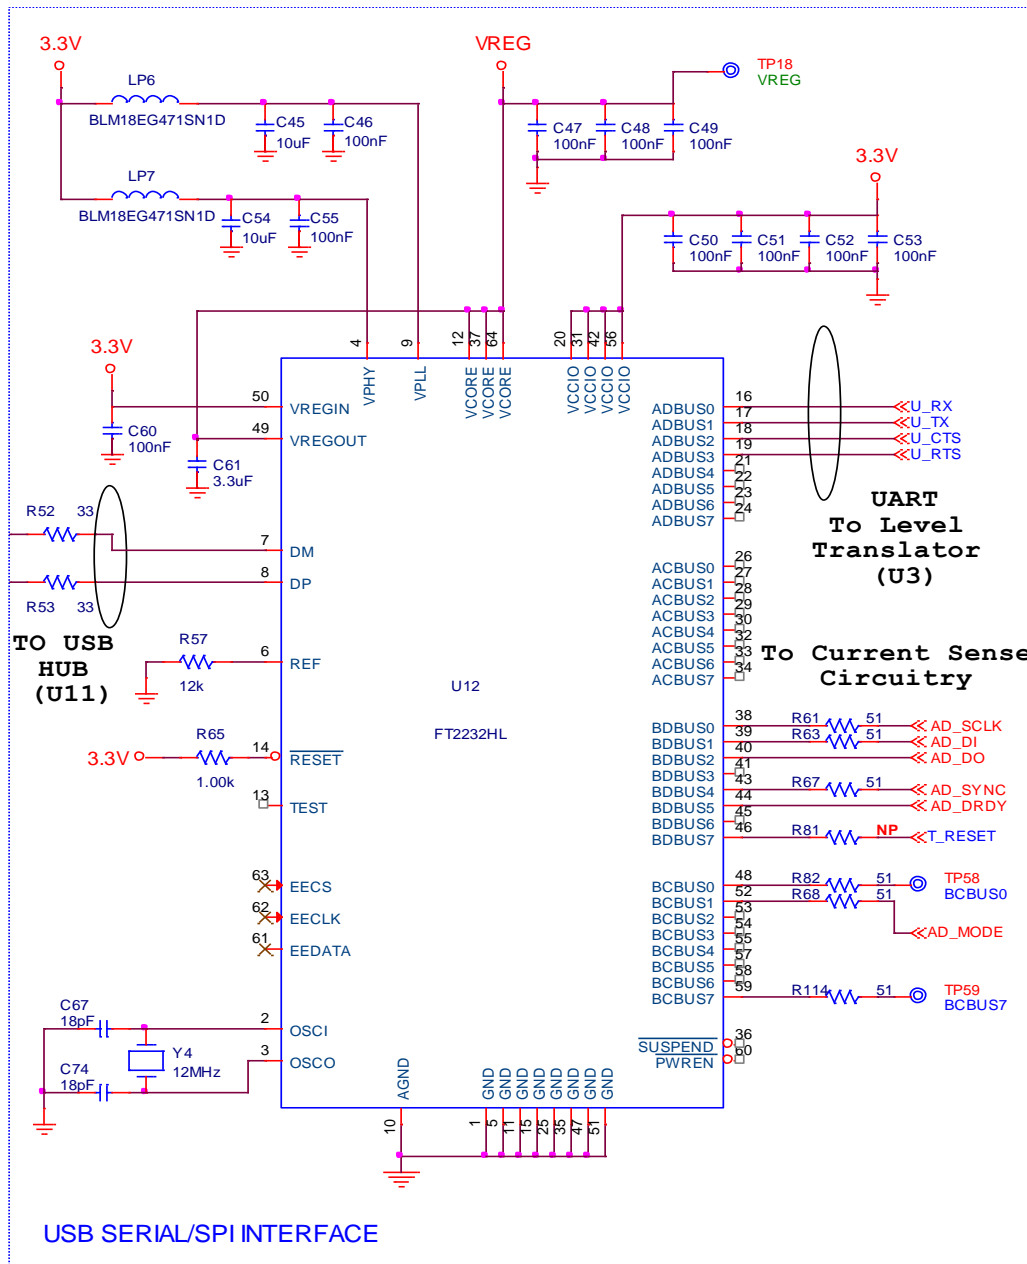 3.3V
VREG
TP18
VREG
LP6
BLM18EG471SN1D
C45
10uF
C46
100nF
C47
100nF
C48
100nF
C49
100nF
LP7
BLM18EG471SN1D
C54
10uF
C55
100nF
3.3V
C50
100nF
C51
100nF
C52
100nF
C53
100nF
3.3V
C60
100nF
C61
3.3uF
4
9
12
37
64
20
31
42
56
VPHY
VPLL
VCORE
VCORE
VCORE
VCCIO
VCCIO
VCCIO
VCCIO
50 VREGIN
49 VREGOUT
R52 33
7 DM
8 DP
R53 33
TO USB
HUB
(U11)
R57
12k
6 REF
3.3V
R65
1.00k
14 RESET
13 TEST
63 EECS
62 EECLK
61 EEDATA
C67
18pF
C74
18pF
Y4
12MHz
2 OSCI
3 OSCO
U12
FT2232HL
ADBUS0 16 U_RX
ADBUS1 17 U_TX
ADBUS2 18 U_CTS
ADBUS3 19 U_RTS
ADBUS4 21
ADBUS5 22
ADBUS6 23
ADBUS7 24
UART
To Level
Translator
(U3)
ACBUS0 26
ACBUS1 27
ACBUS2 28
ACBUS3 29
ACBUS4 30
ACBUS5 32
ACBUS6 33
ACBUS7 34
To Current Sense
Circuitry
BDBUS0 38 R61 51 AD_SCLK
BDBUS1 39 R63 51 AD_DI
BDBUS2 40 AD_DO
BDBUS3 41
BDBUS4 43 R67 51 AD_SYNC
BDBUS5 44 AD_DRDY
BDBUS6 45
BDBUS7 46 R81 NP T_RESET
BCBUS0 48 R82 51 TP58
BCBUS0
BCBUS1 52 R68 51 AD_MODE
BCBUS2 53
BCBUS3 54
BCBUS4 55
BCBUS5 57
BCBUS6 58
BCBUS7 59 R114 51 TP59
BCBUS7
SUSPEND 36
PWREN 60
AGND
GND
GND
GND
GND
GND
GND
GND
GND
10
1
5
11
15
25
35
47
51
USB SERIAL/SPI INTERFACE